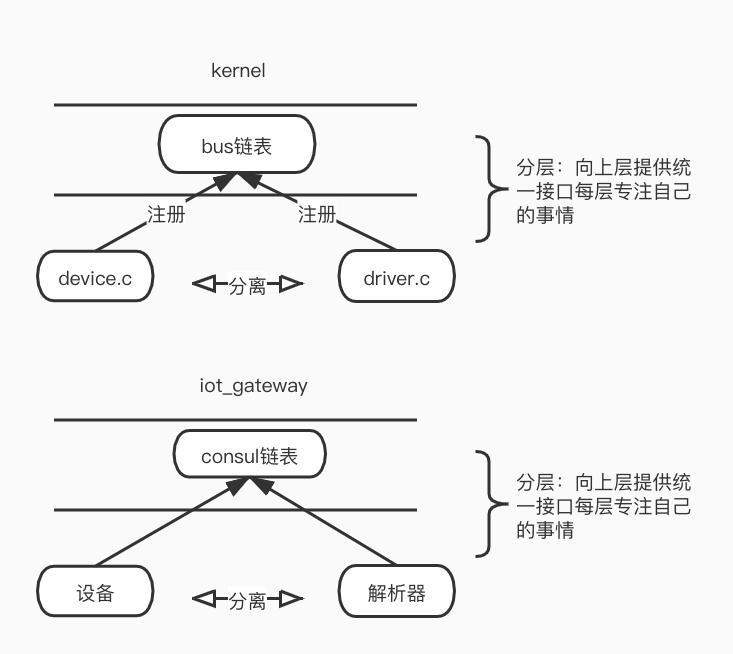 kernel
bus链表
分层：向上层提供统
一接口每层专注自己
的事情
注册
注册
device.c
分离
driver.c
iot_gateway
consul链表
分层：向上层提供统
一接口每层专注自己
的事情
设备
分离
解析器